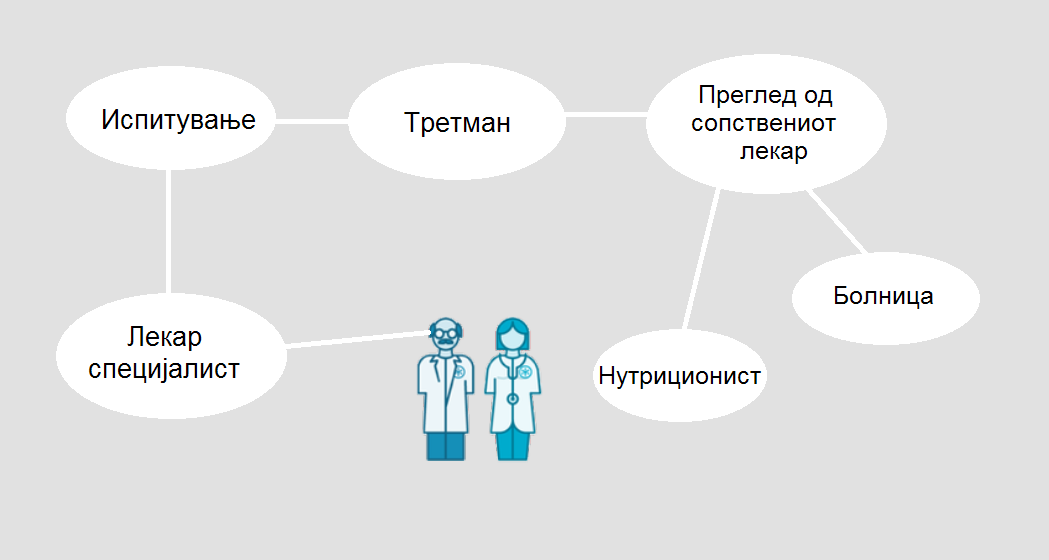 Испитување
Третман
Преглед од
сопствениот
лекар
Лекар
специјалист
Нутриционист
Болница